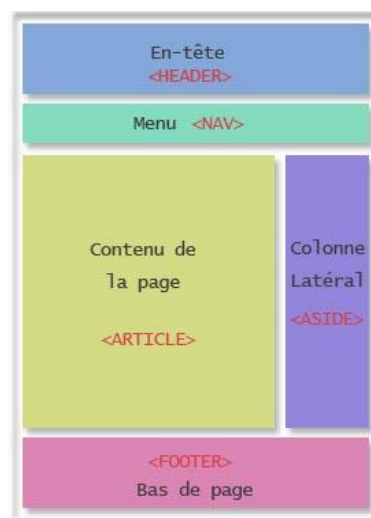 En-tête
<HEADER>
Menu <NAV>
Contenu de
la page
<ARTICLE>
Colonne
Latéral
<ASIDE>
<FOOTER>
Bas de page